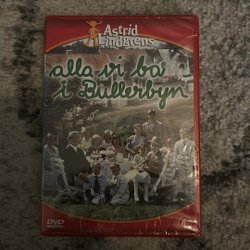 Astrid
Lindgrens
alla vi barn
i Bullerbyn
DVD